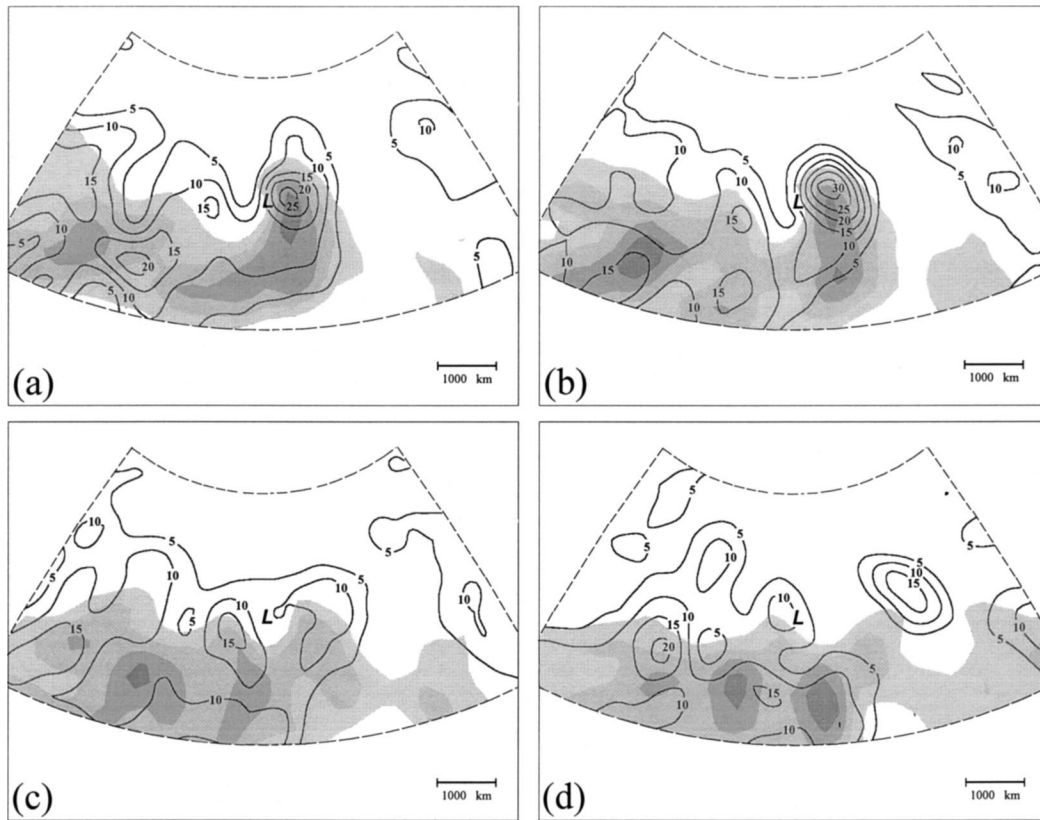 5 5 10 10 5 10 5 10
15 10 15 20 L 25 15
10 5 15 20 5
5 10
1000 km
(a)
5 10 10 10 5 10
30 L 25 20 15 10 5
15 15 10
1000 km
(b)
10 5 5 10 5 10 5 10
5 10 L 15 10
10
1000 km
(c)
5 5 5 5 10 15 5
10 10 L 15 10 5 20 10 5
5 15 10
1000 km
(d)